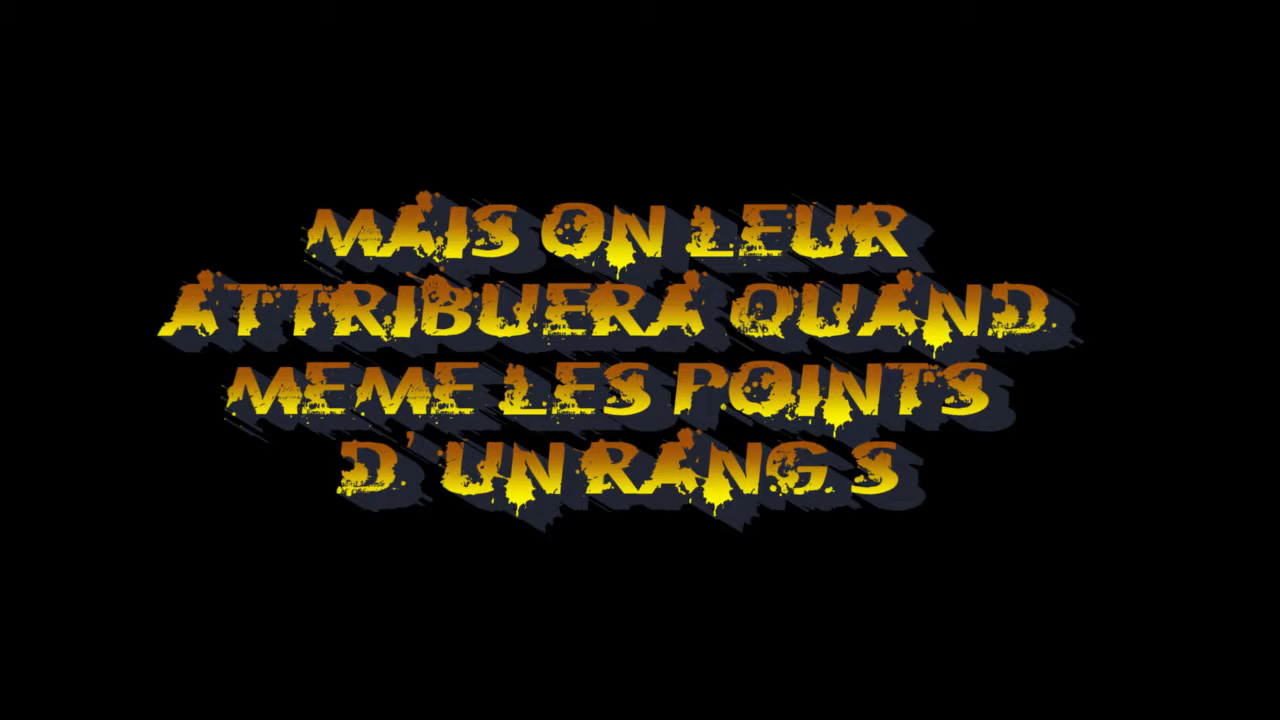 MAIS ON LEUR
ATTRIBUERA QUAND
MEME LES POINTS
D'UN RANG S